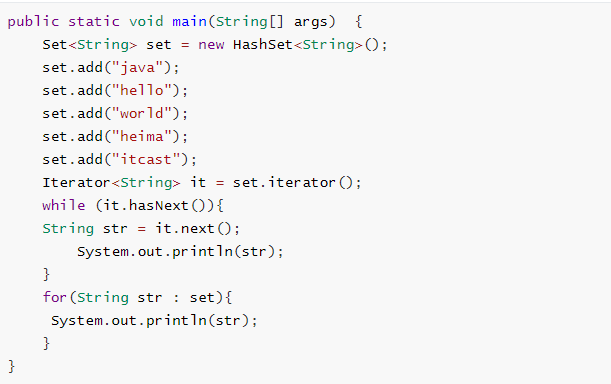 public static void main(String[] args)  {
    Set<String> set = new HashSet<String>();
    set.add("java");
    set.add("hello");
    set.add("world");
    set.add("heima");
    set.add("itcast");
    Iterator<String> it = set.iterator();
    while (it.hasNext()){
    String str = it.next();
        System.out.println(str);
    }
    for(String str : set){
     System.out.println(str);
    }
}